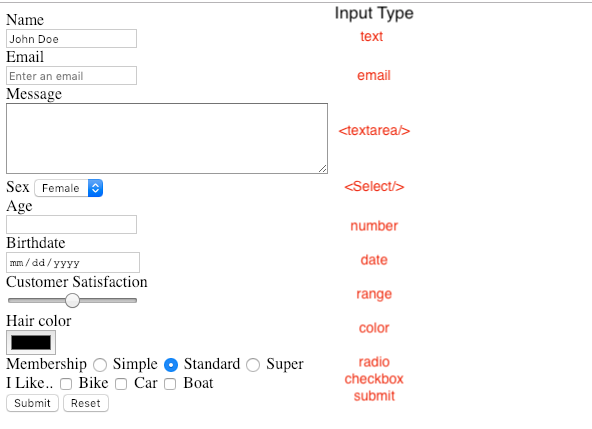 Input Type
Name
John Doe text
Email
Enter an email email
Message
<textarea/>
Sex Female <Select/>
Age
number
Birthdate
mm/dd/yyyy date
Customer Satisfaction
range
Hair color
color
Membership Simple Standard Super radio
I Like.. Bike Car Boat checkbox
Submit Reset submit